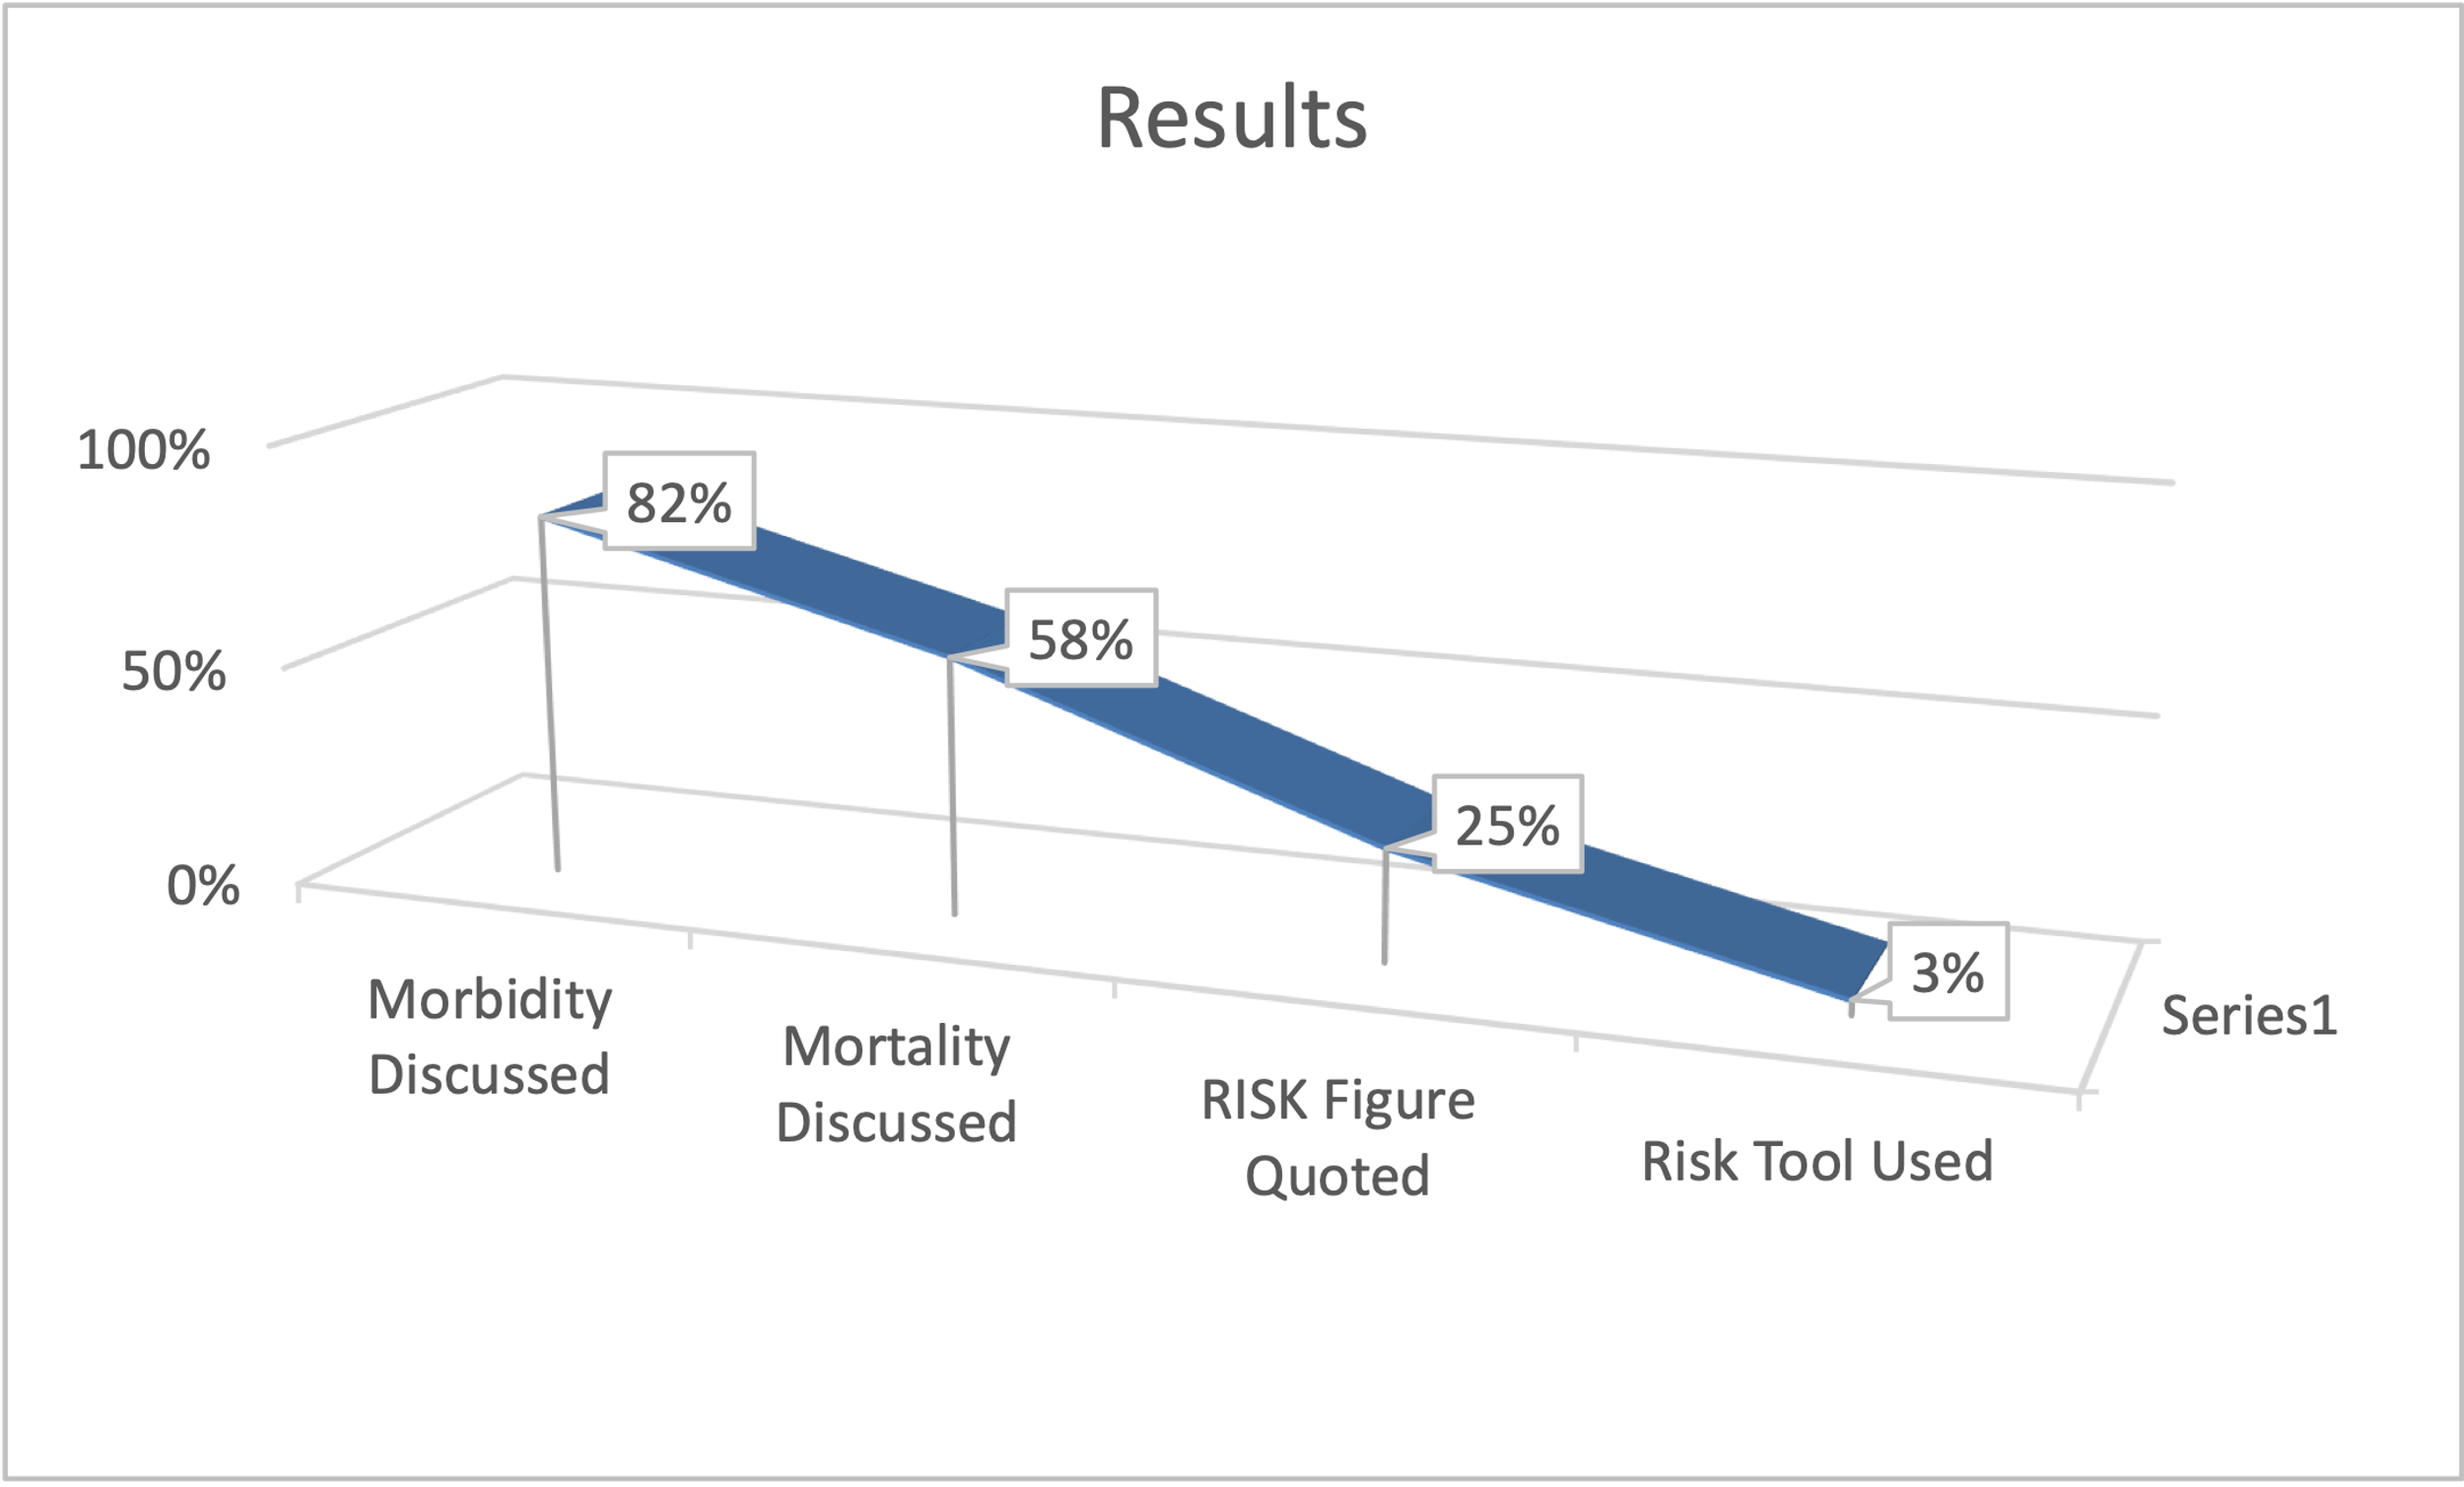 Results
100%
50%
0%
82%
58%
25%
3%
Morbidity
Discussed
Mortality
Discussed
RISK Figure
Quoted
Risk Tool Used
Series1